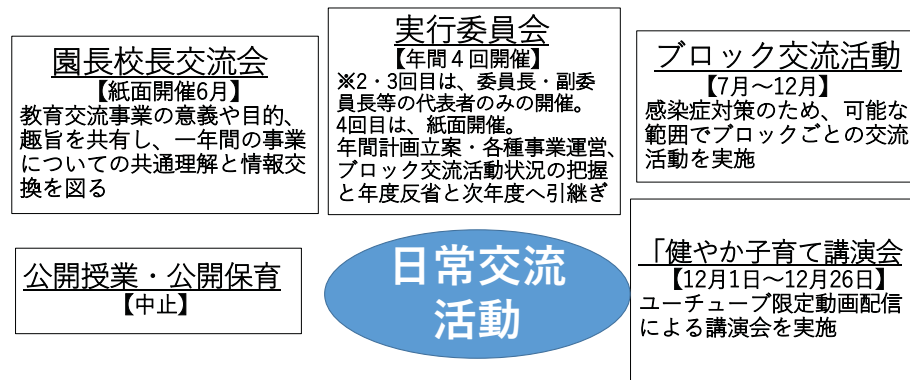 園長校長交流会
【紙面開催6月】
教育交流事業の意義や目的、
趣旨を共有し、一年間の事業
についての共通理解と情報交
換を図る
実行委員会
【年間４回開催】
※2・3回目は、委員長・副委
員長等の代表者のみの開催。
4回目は、紙面開催。
年間計画立案・各種事業運営、
ブロック交流活動状況の把握
と年度反省と次年度へ引継ぎ
ブロック交流活動
【7月～12月】
感染症対策のため、可能な
範囲でブロックごとの交流
活動を実施
公開授業・公開保育
【中止】
日常交流
活動
「健やか子育て講演会
【12月1日～12月26日】
ユーチューブ限定動画配信
による講演会を実施